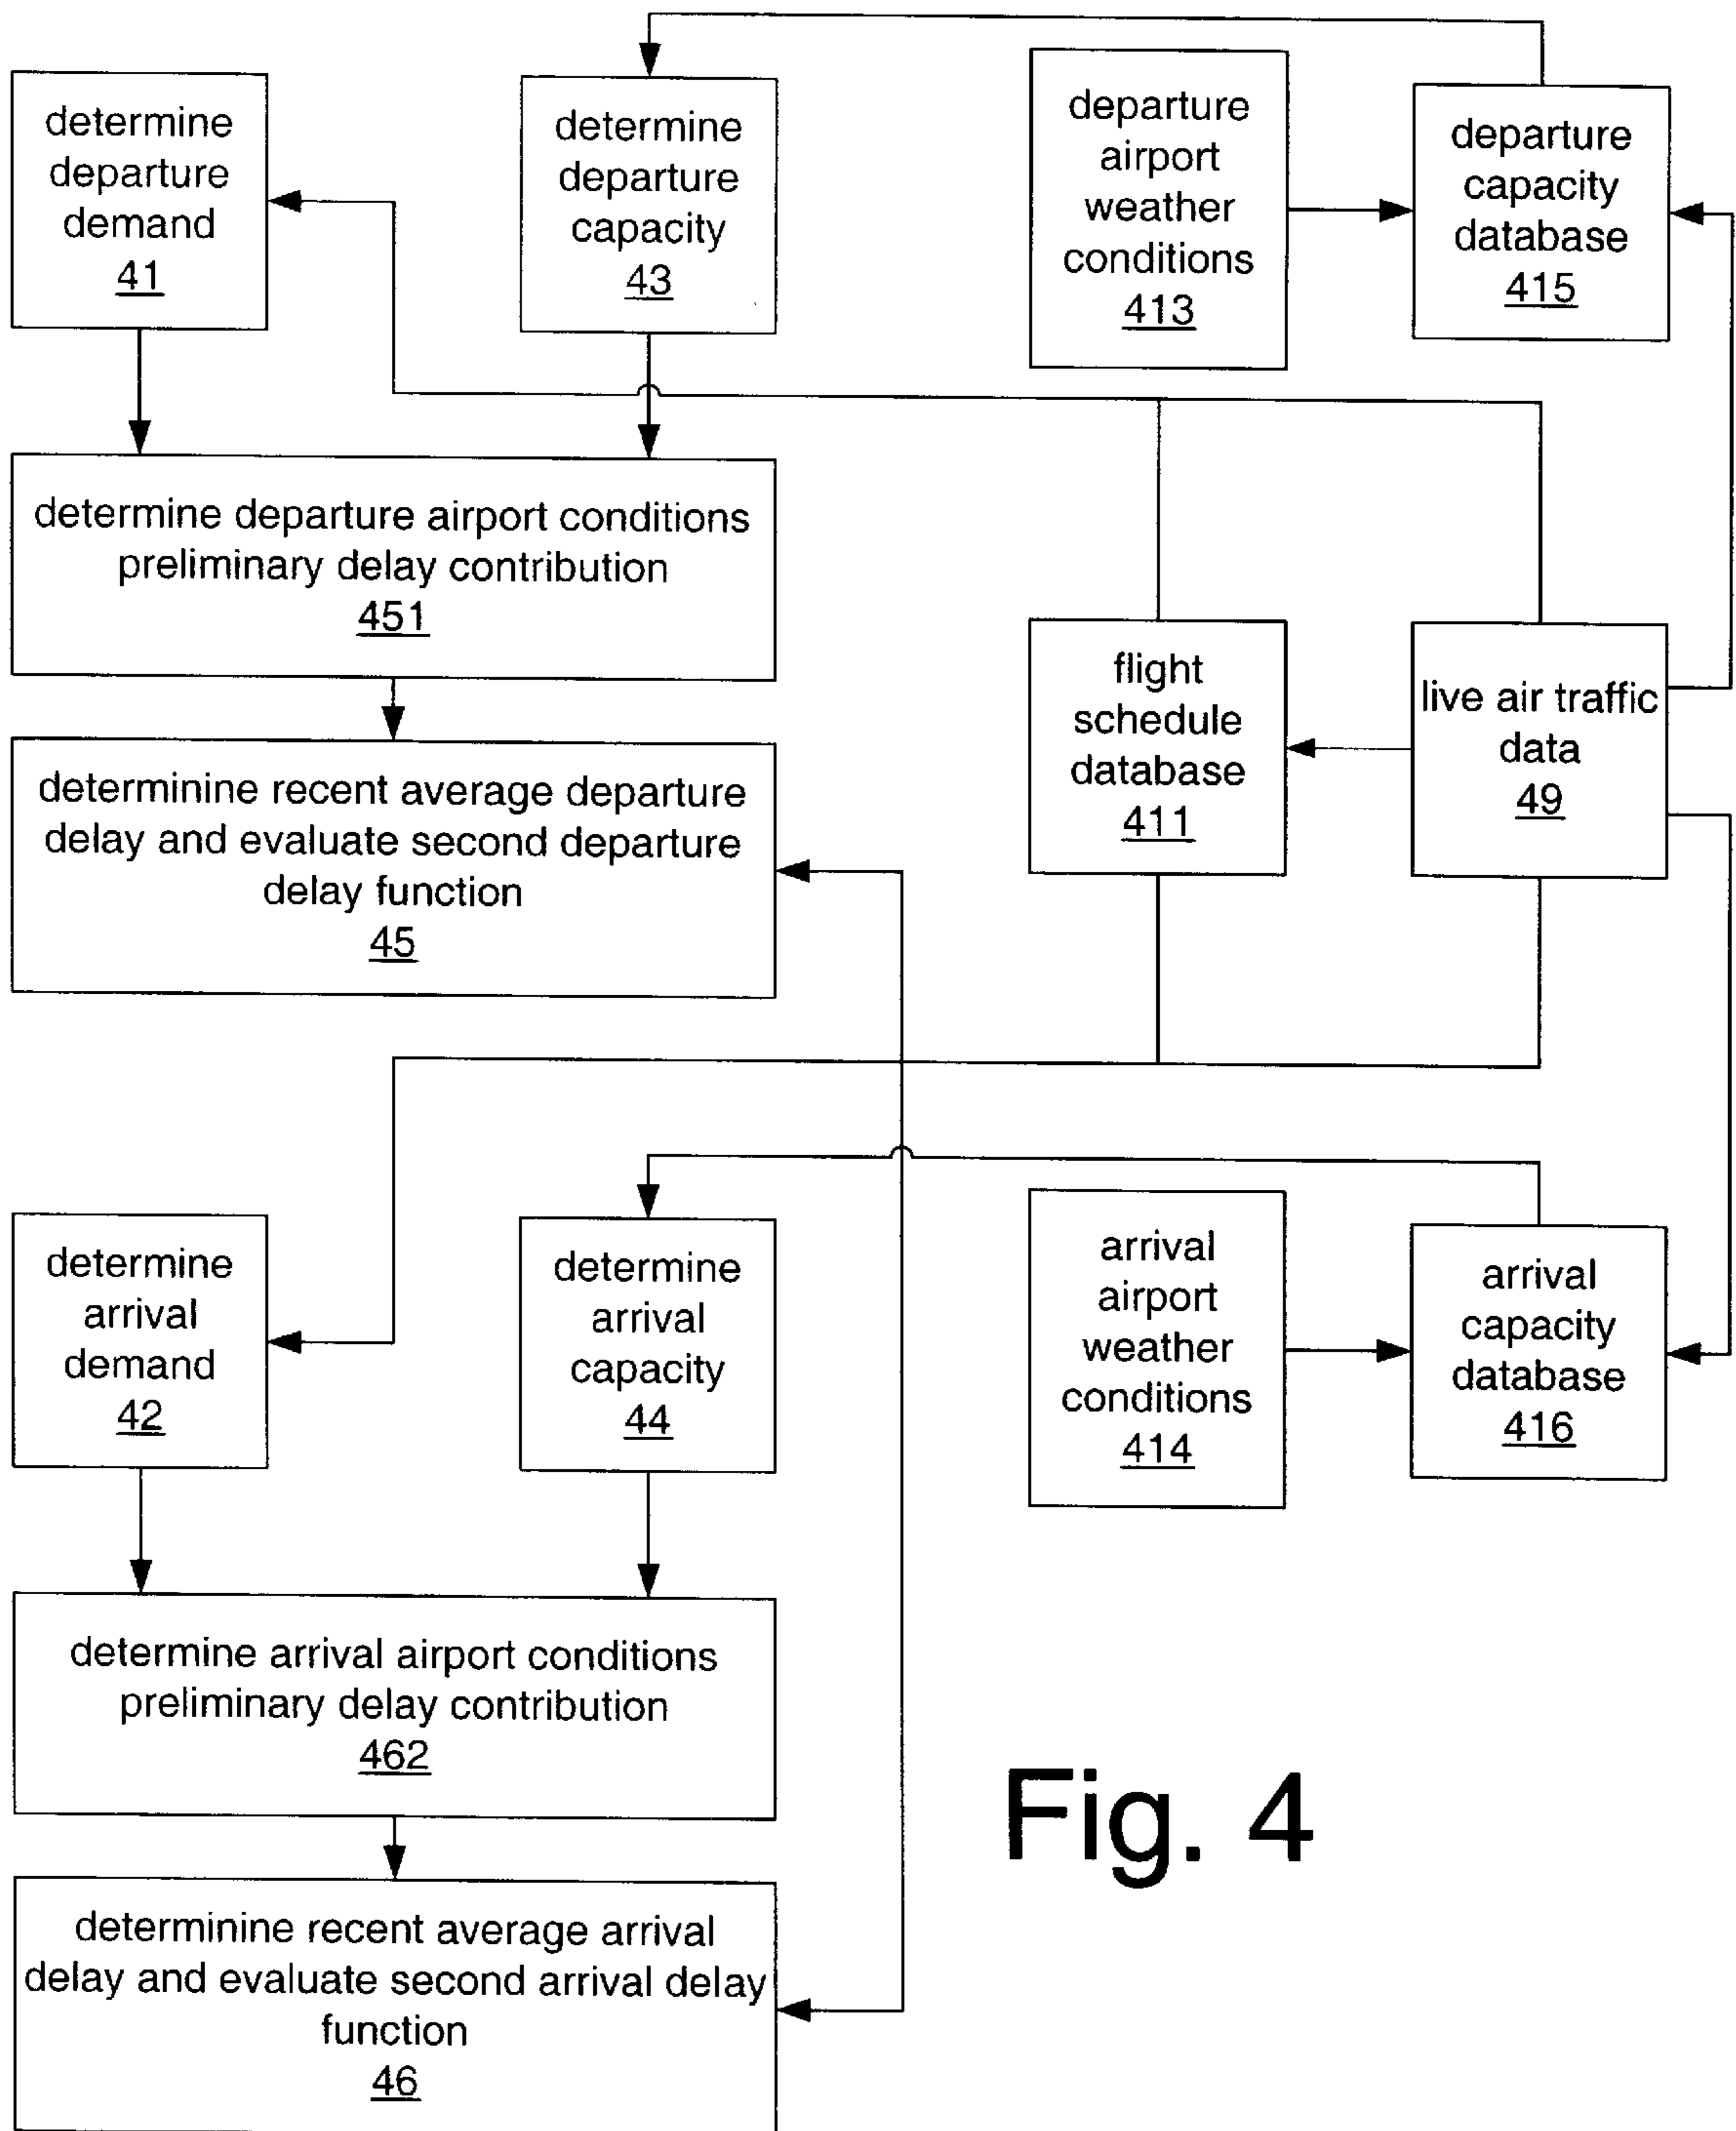 determine
departure
demand
41
determine
departure
capacity
43
departure
airport
weather
conditions
413
departure
capacity
database
415
determine departure airport conditions
preliminary delay contribution
451
flight
schedule
database
411
live air traffic
data
49
determinine recent average departure
delay and evaluate second departure
delay function
45
determine
arrival
demand
42
determine
arrival
capacity
44
arrival
airport
weather
conditions
414
arrival
capacity
database
416
determine arrival airport conditions
preliminary delay contribution
462
Fig. 4
determinine recent average arrival
delay and evaluate second arrival delay
function
46